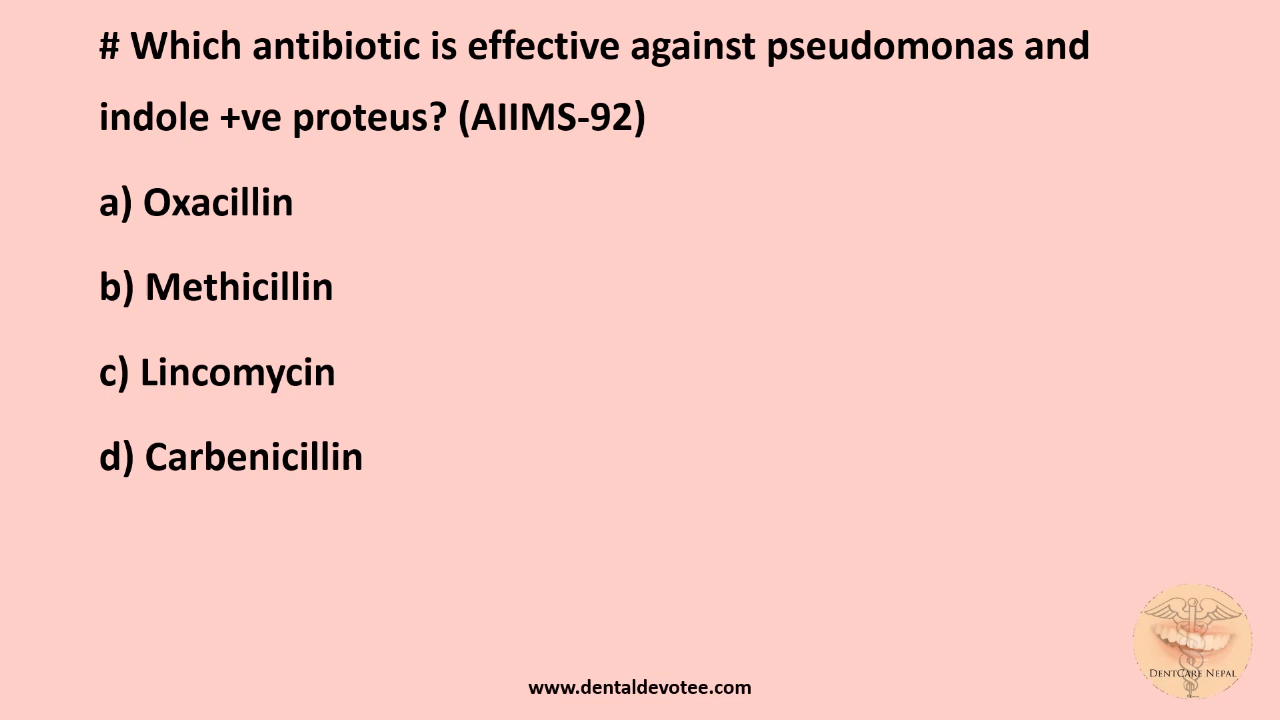 # Which antibiotic is effective against pseudomonas and
indole +ve proteus? (AIIMS-92)
a) Oxacillin
b) Methicillin
c) Lincomycin
d) Carbenicillin
DentCare Nepal
www.dentaldevotee.com